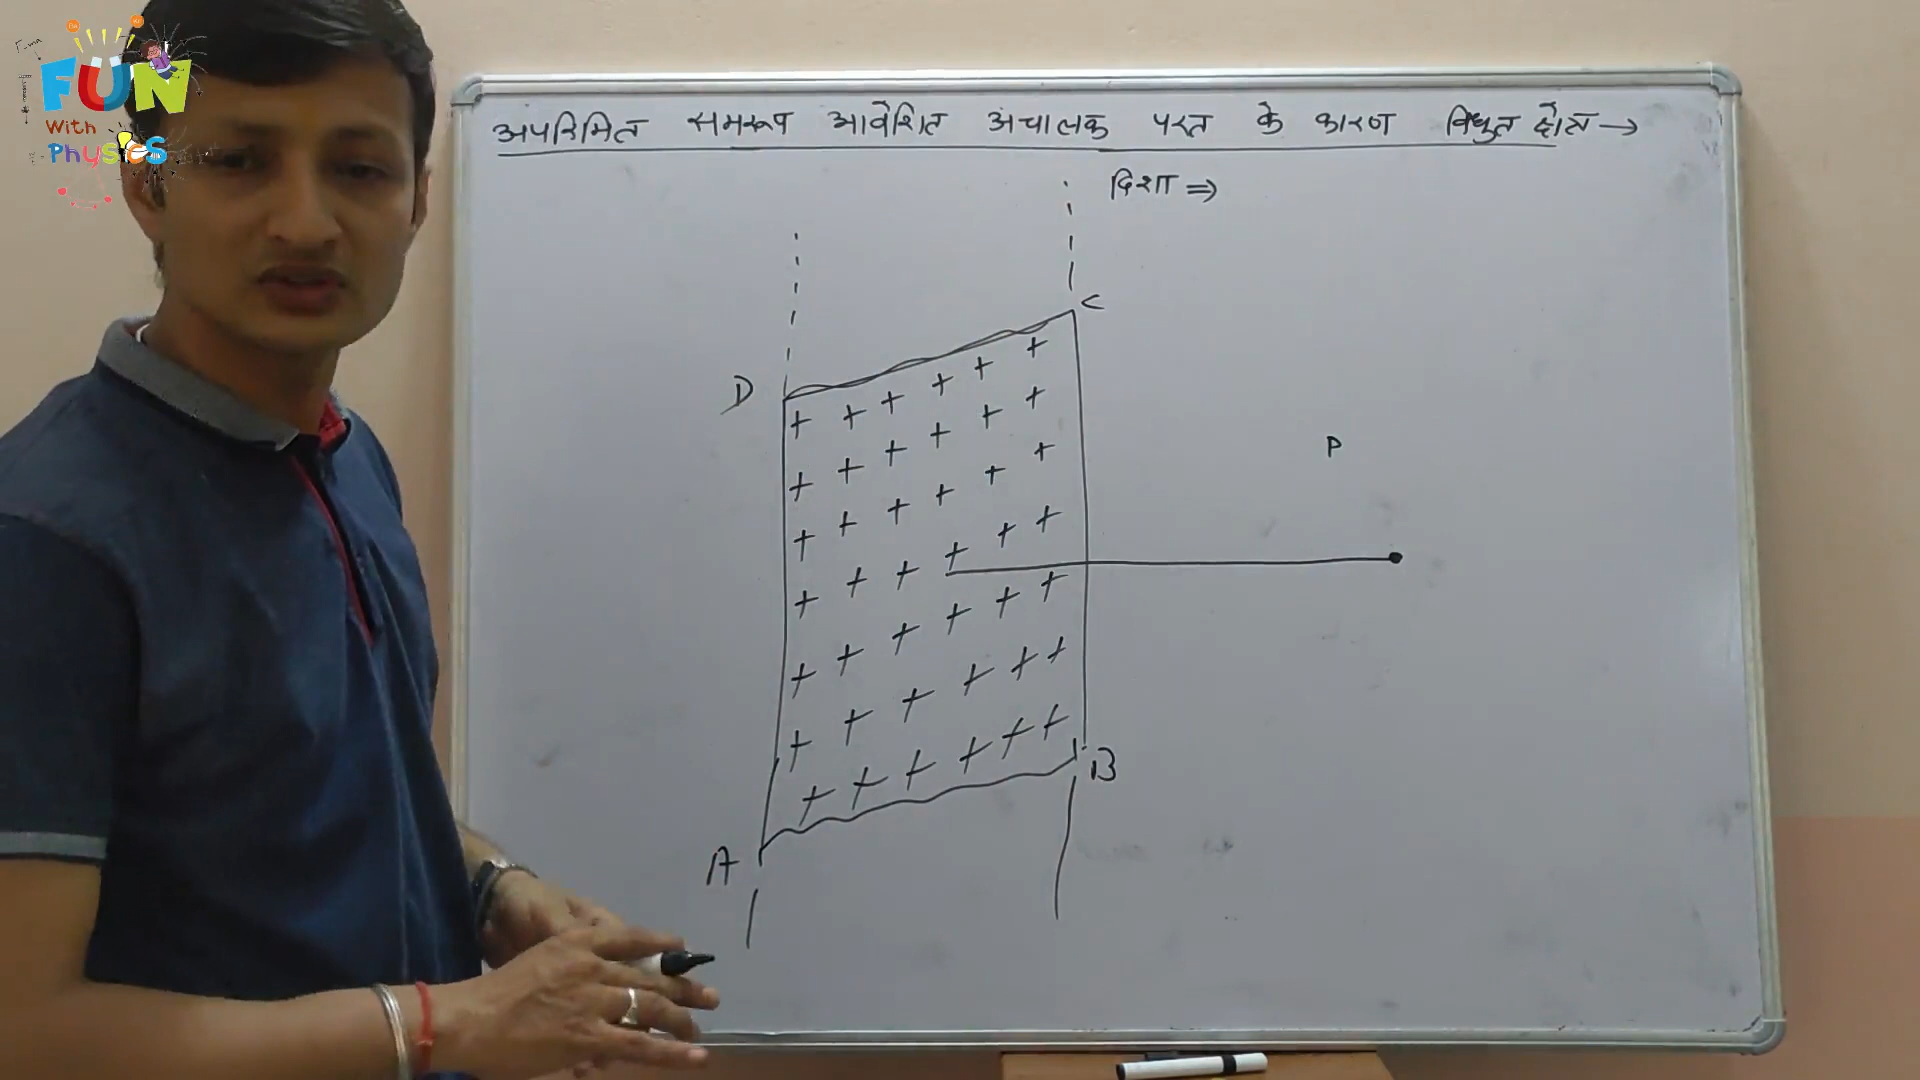 FUN
With
Physics
अपरिमित समरूप आवेशित अचालक परत के कारण विधुत क्षेत्र →
दिशा ⇒
C
D
+ + + + + +
+ + + + + +
+ + + + + +
+ + + + + +
+ + + + + +
+ + + + + +
+ + + + + +
P
B
A